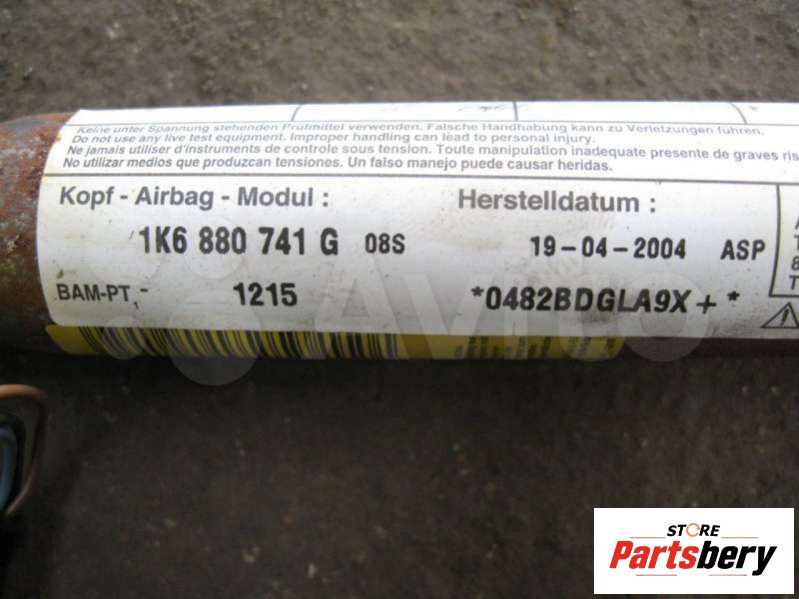 Keine unter Spannung stehenden Prüfmittel verwenden. Falsche Handhabung kann zu Verletzungen führen.
Do not use any live test equipment. Improper handling can lead to personal injury.
Ne jamais utiliser d'instruments de controle sous tension. Toute manipulation inadequate presente de graves ris
No utilizar medios que produzcan tensiones. Un falso manejo puede causar heridas.
Kopf - Airbag - Modul : Herstelldatum :
1K6 880 741 G 08S 19-04-2004 ASP
BAM-PT,- 1215 *0482BDGLA9X+*
Avito
STORE
Partsbery